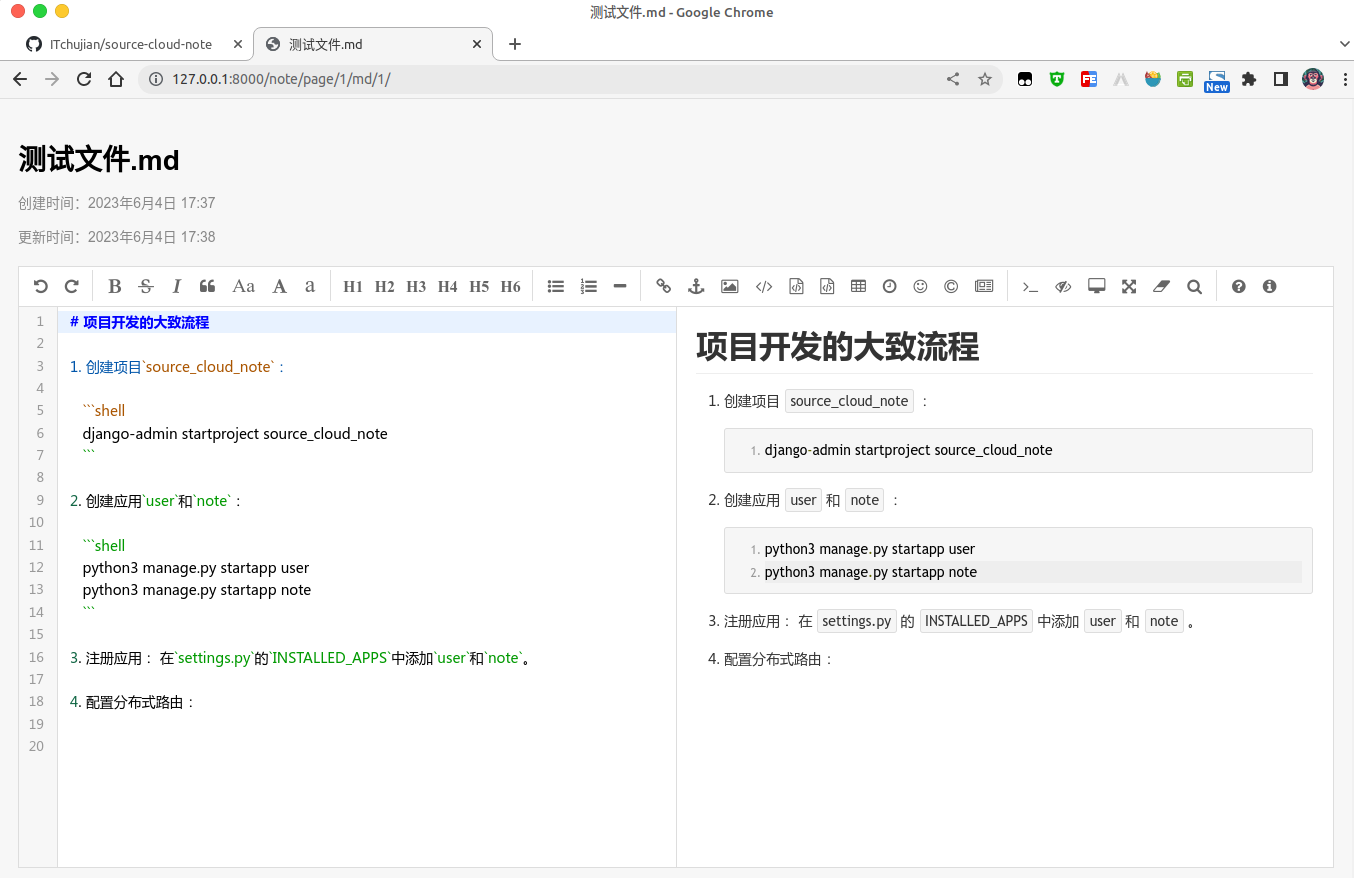 测试文件.md - Google Chrome
ITchujian/source-cloud-note
测试文件.md
127.0.0.1:8000/note/page/1/md/1/
New
测试文件.md
创建时间：2023年6月4日 17:37
更新时间：2023年6月4日 17:38
B S I Aa A a H1 H2 H3 H4 H5 H6
1 # 项目开发的大致流程
2
3 1. 创建项目`source_cloud_note`：
4
5 ```shell
6 django-admin startproject source_cloud_note
7 ```
8
9 2. 创建应用`user`和`note`：
10
11 ```shell
12 python3 manage.py startapp user
13 python3 manage.py startapp note
14 ```
15
16 3. 注册应用：在`settings.py`的`INSTALLED_APPS`中添加`user`和`note`。
17
18 4. 配置分布式路由：
19
20
项目开发的大致流程
1. 创建项目 source_cloud_note ：
1. django-admin startproject source_cloud_note
2. 创建应用 user 和 note ：
1. python3 manage.py startapp user
2. python3 manage.py startapp note
3. 注册应用：在 settings.py 的 INSTALLED_APPS 中添加 user 和 note 。
4. 配置分布式路由：